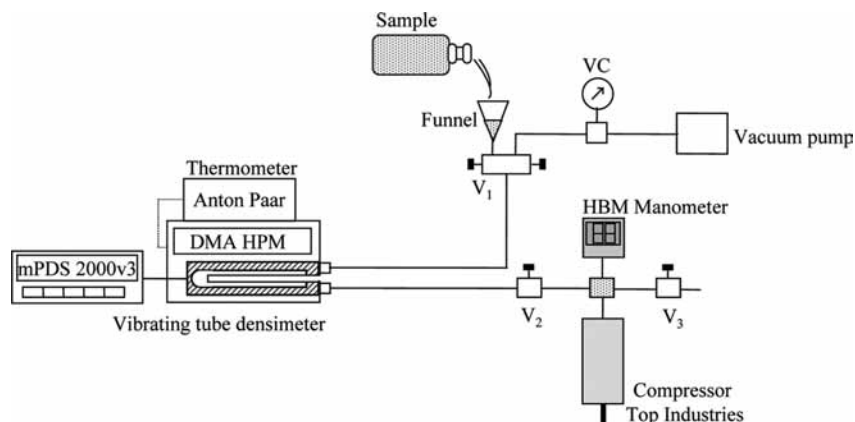 Sample
VC
Funnel
Vacuum pump
V1
Thermometer
Anton Paar
HBM Manometer
DMA HPM
mPDS 2000v3
V2
V3
Vibrating tube densimeter
Compressor
Top Industries